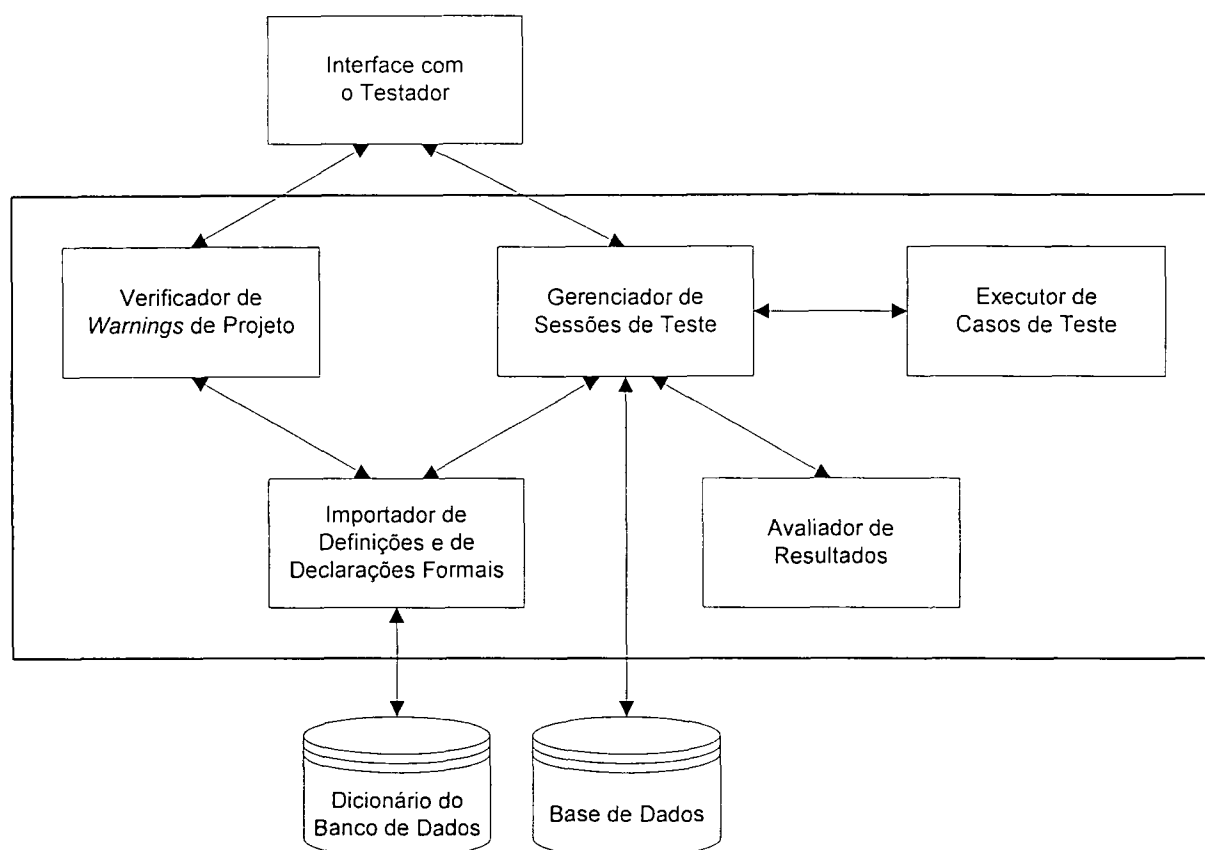 Interface com
o Testador
Verificador de
Warnings de Projeto
Gerenciador de
Sessões de Teste
Executor de
Casos de Teste
Importador de
Definições e de
Declarações Formais
Avaliador de
Resultados
Dicionário do
Banco de Dados
Base de Dados